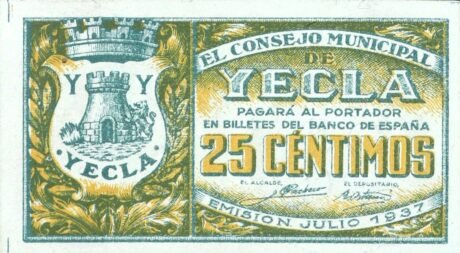 Y Y
· YECLA ·
EL CONSEJO MUNICIPAL
DE
YECLA
PAGARÁ AL PORTADOR
EN BILLETES DEL BANCO DE ESPAÑA
25 CÉNTIMOS
EL ALCALDE, EL DEPOSITARIO,
EMISION JULIO 1937